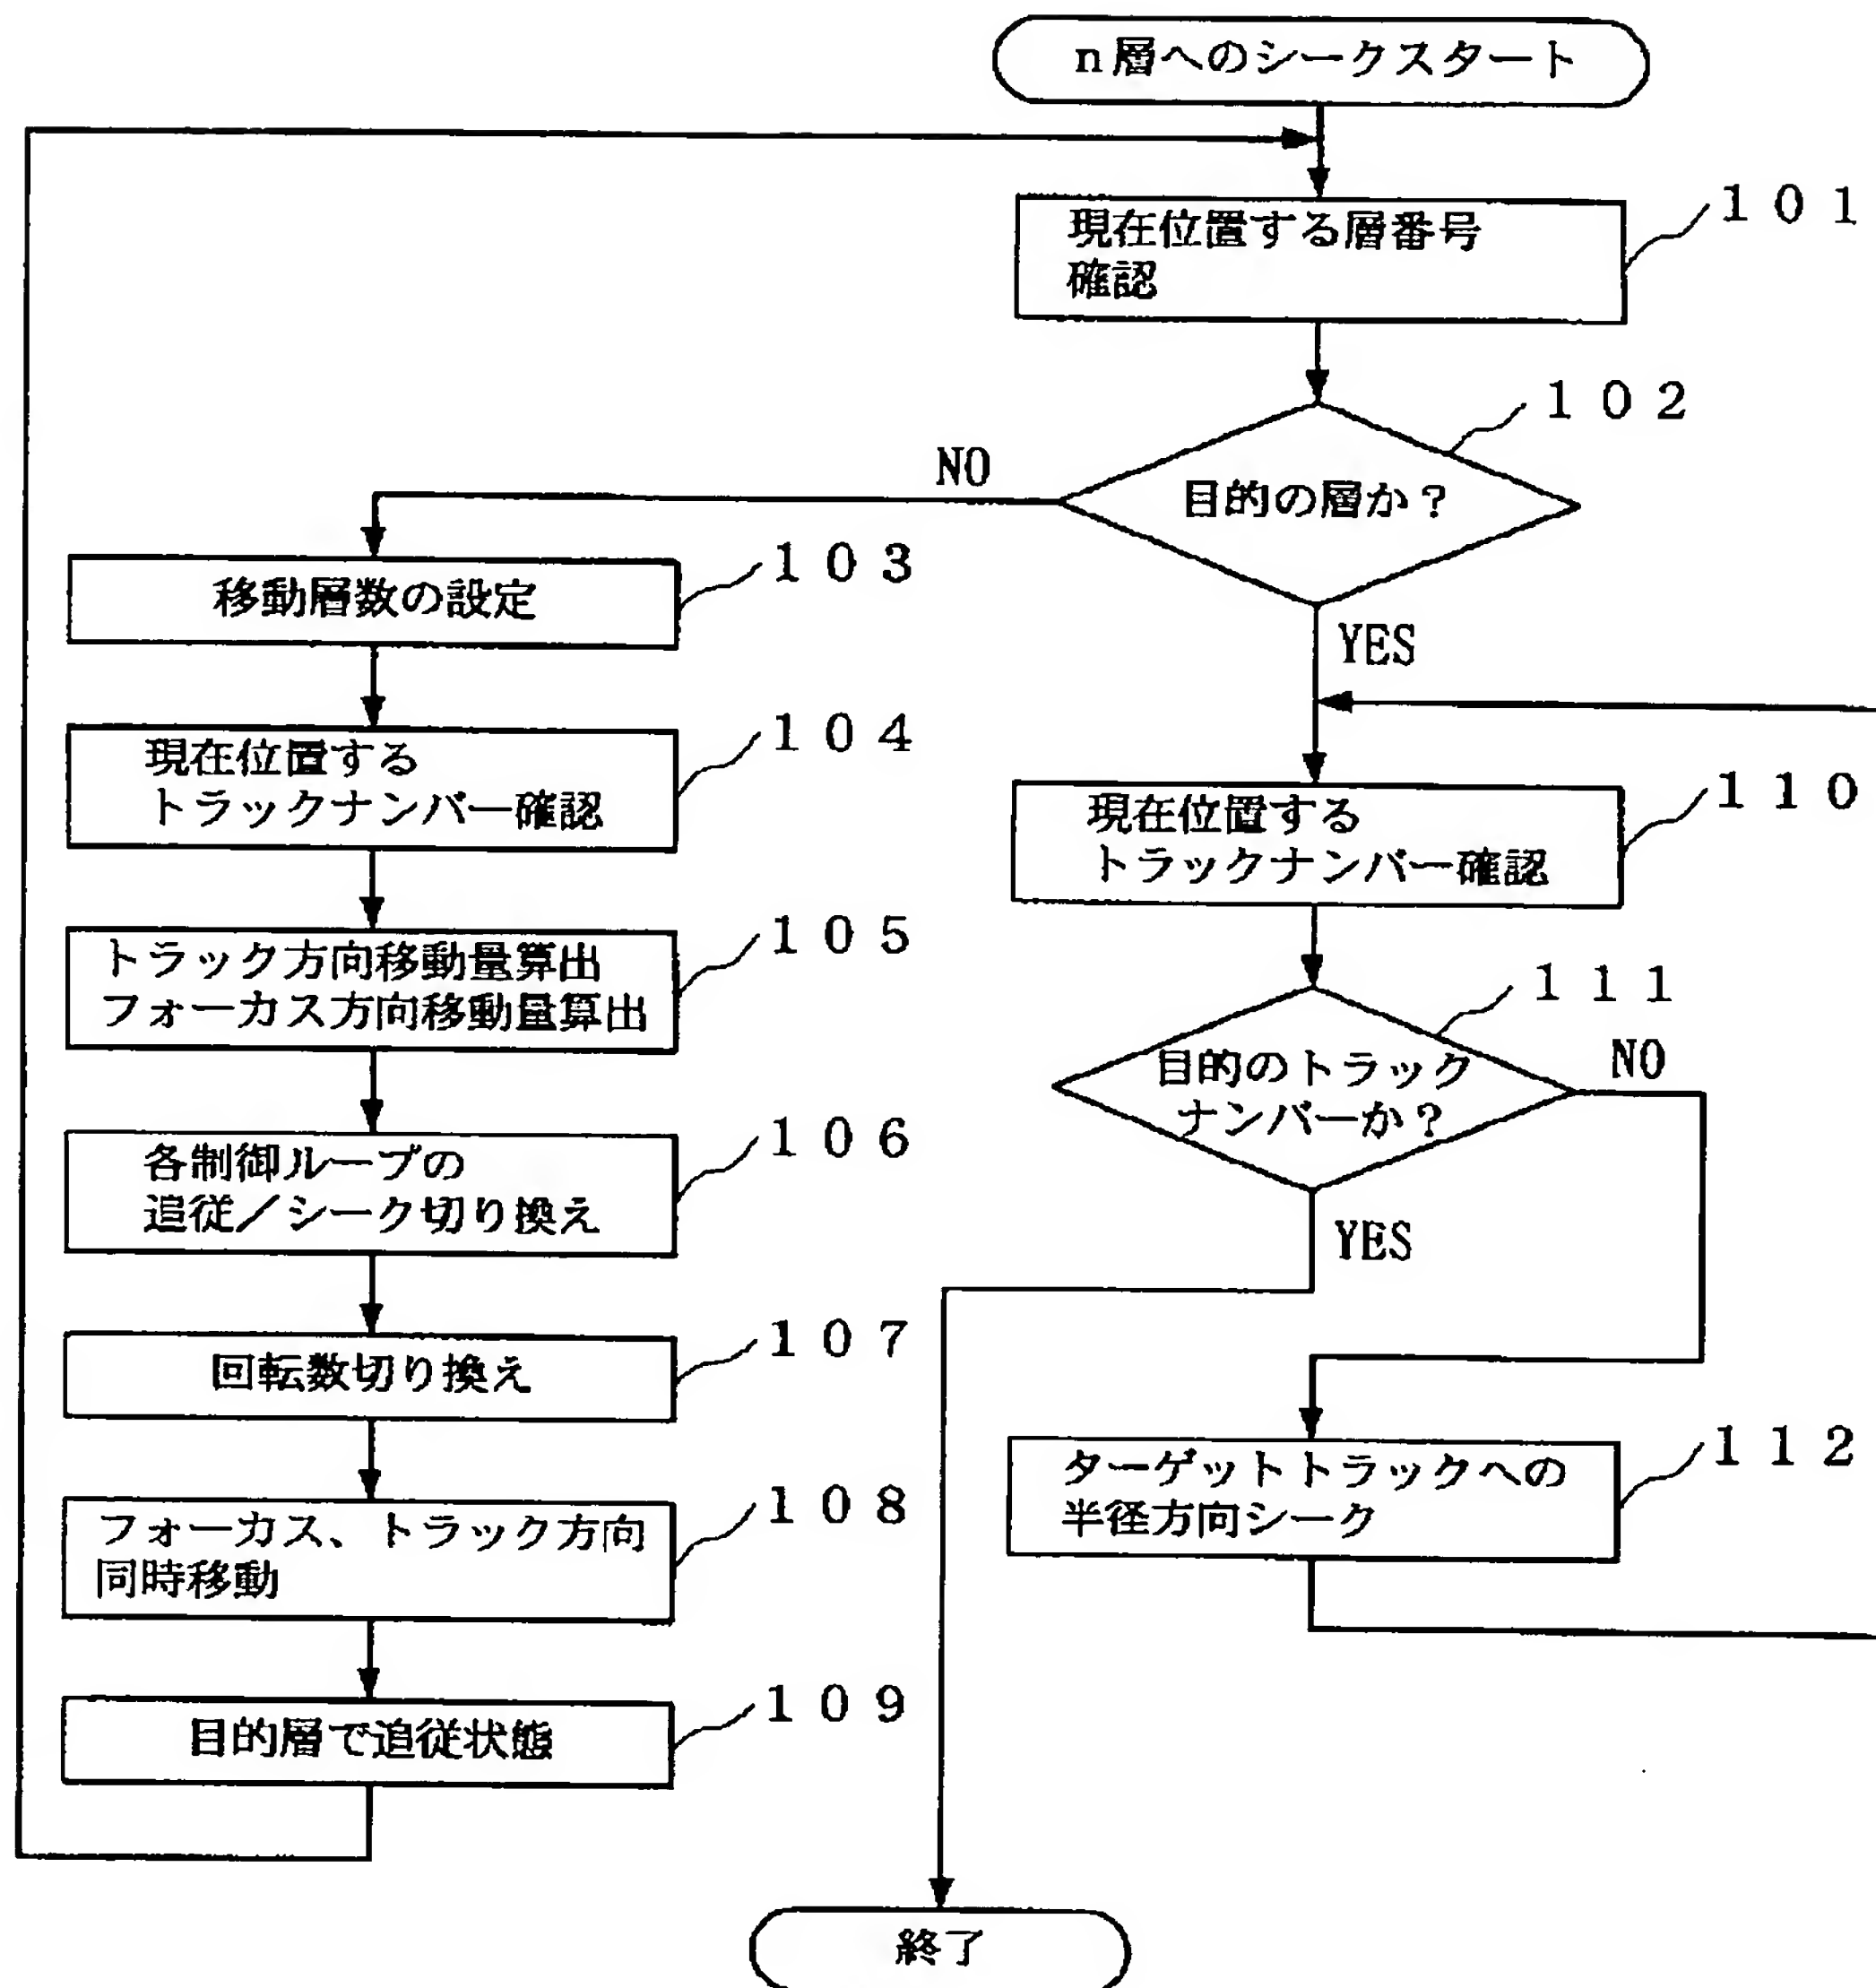 n層へのシークスタート
現在位置する層番号
確認
１０１
目的の層か？
１０２
NO
YES
移動層数の設定
１０３
現在位置する
トラックナンバー確認
１０４
トラック方向移動量算出
フォーカス方向移動量算出
１０５
各制御ループの
追従／シーク切り換え
１０６
回転数切り換え
１０７
フォーカス、トラック方向
同時移動
１０８
目的層で追従状態
１０９
現在位置する
トラックナンバー確認
１１０
目的のトラック
ナンバーか？
１１１
NO
YES
ターゲットトラックへの
半径方向シーク
１１２
終了